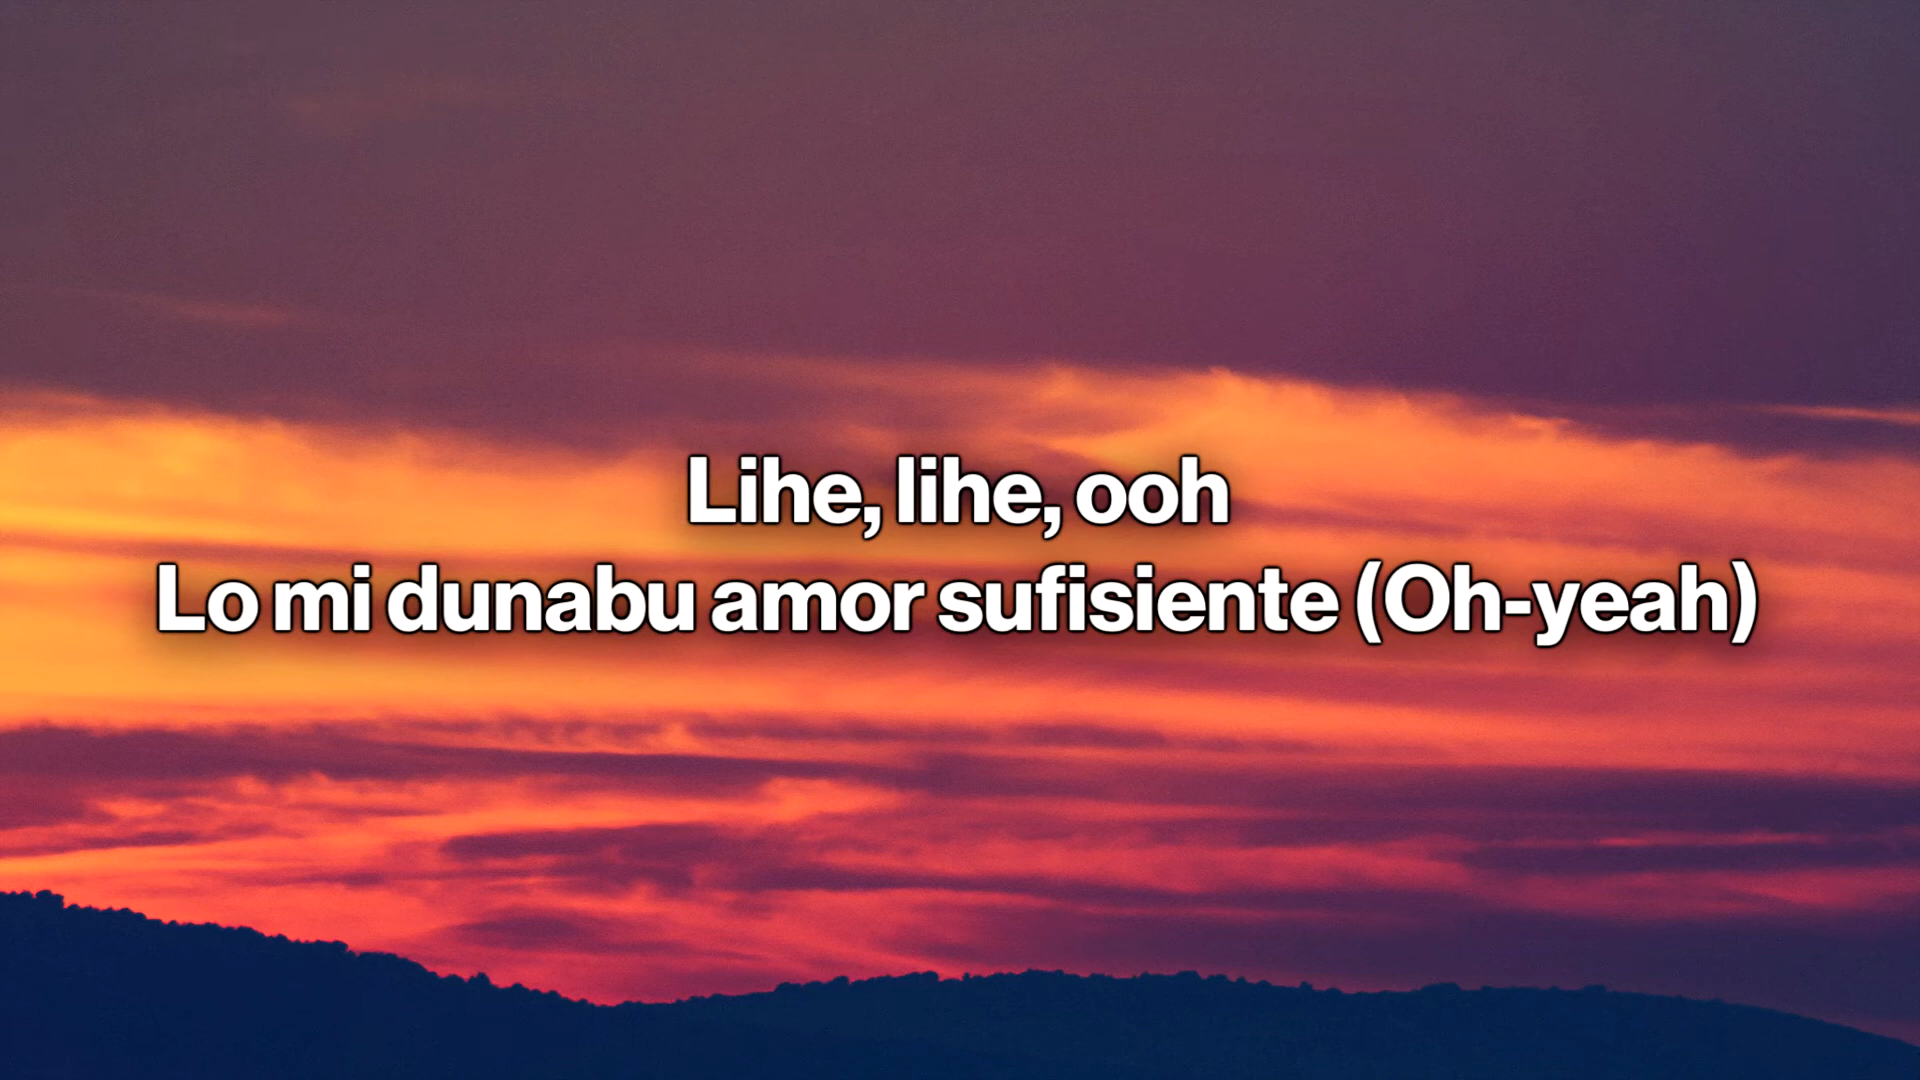 Lihe, lihe, ooh
Lo mi dunabu amor sufisiente (Oh-yeah)